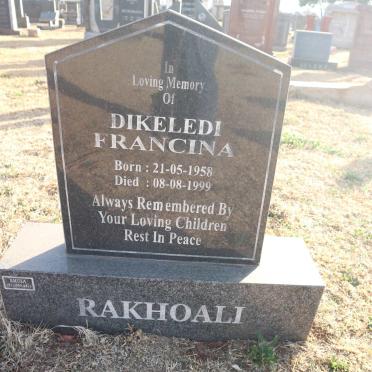 In
Loving Memory
Of
DIKELEDI
FRANCINA
Born : 21-05-1958
Died : 08-08-1999
Always Remembered By
Your Loving Children
Rest In Peace
RAKHOALI